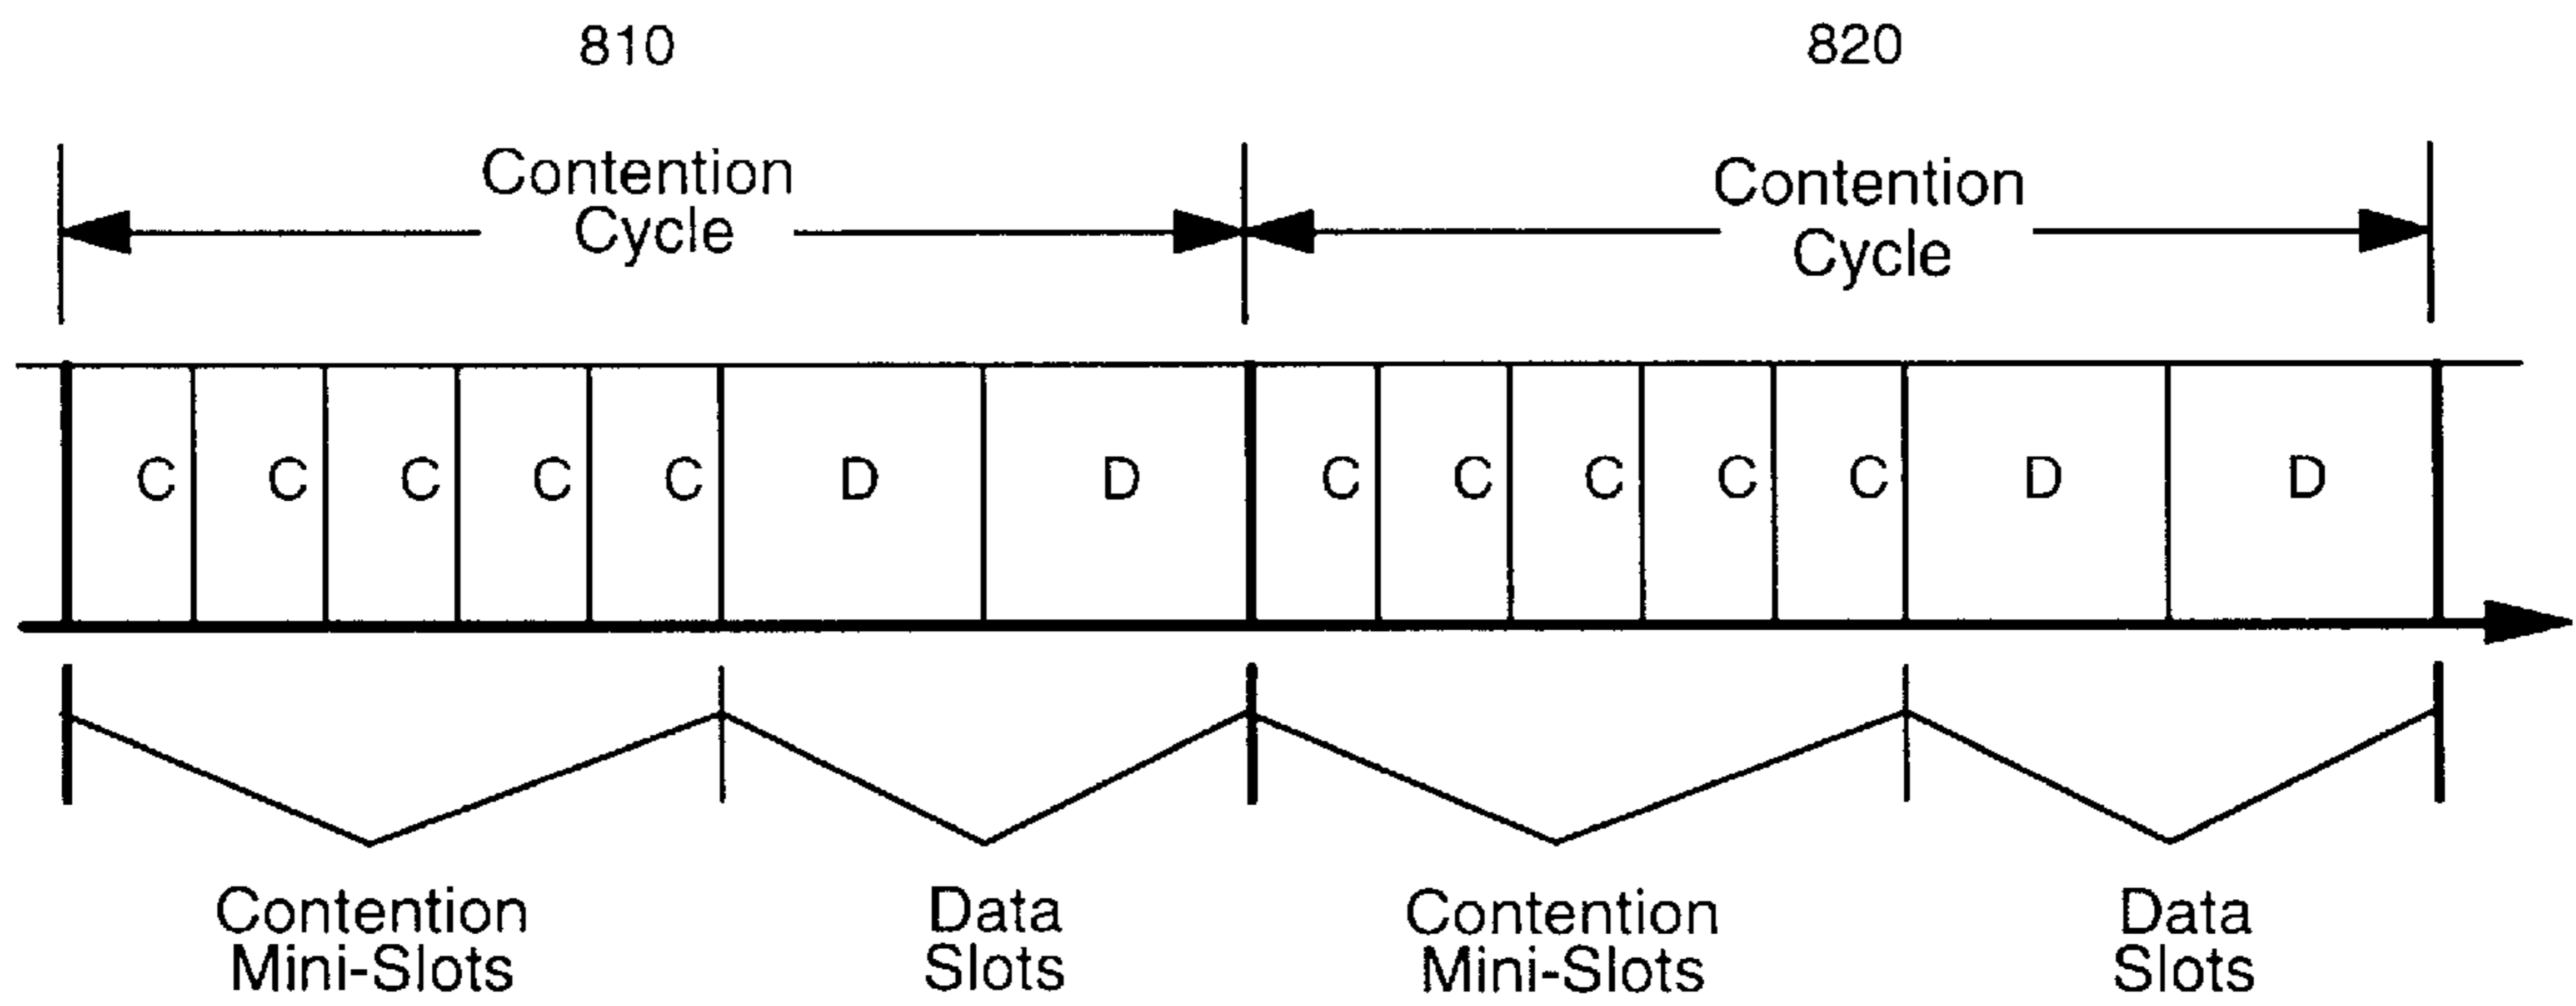 810
820
Contention
Cycle
Contention
Cycle
C C C C C D D C C C C C D D
Contention
Mini-Slots
Data
Slots
Contention
Mini-Slots
Data
Slots